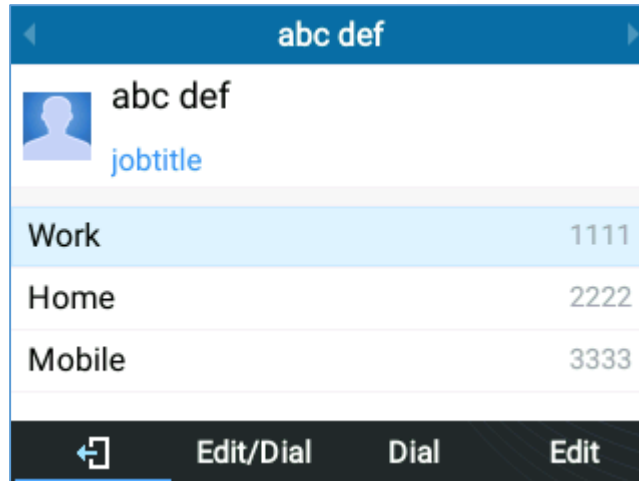 abc def
abc def
jobtitle
Work 1111
Home 2222
Mobile 3333
Edit/Dial Dial Edit